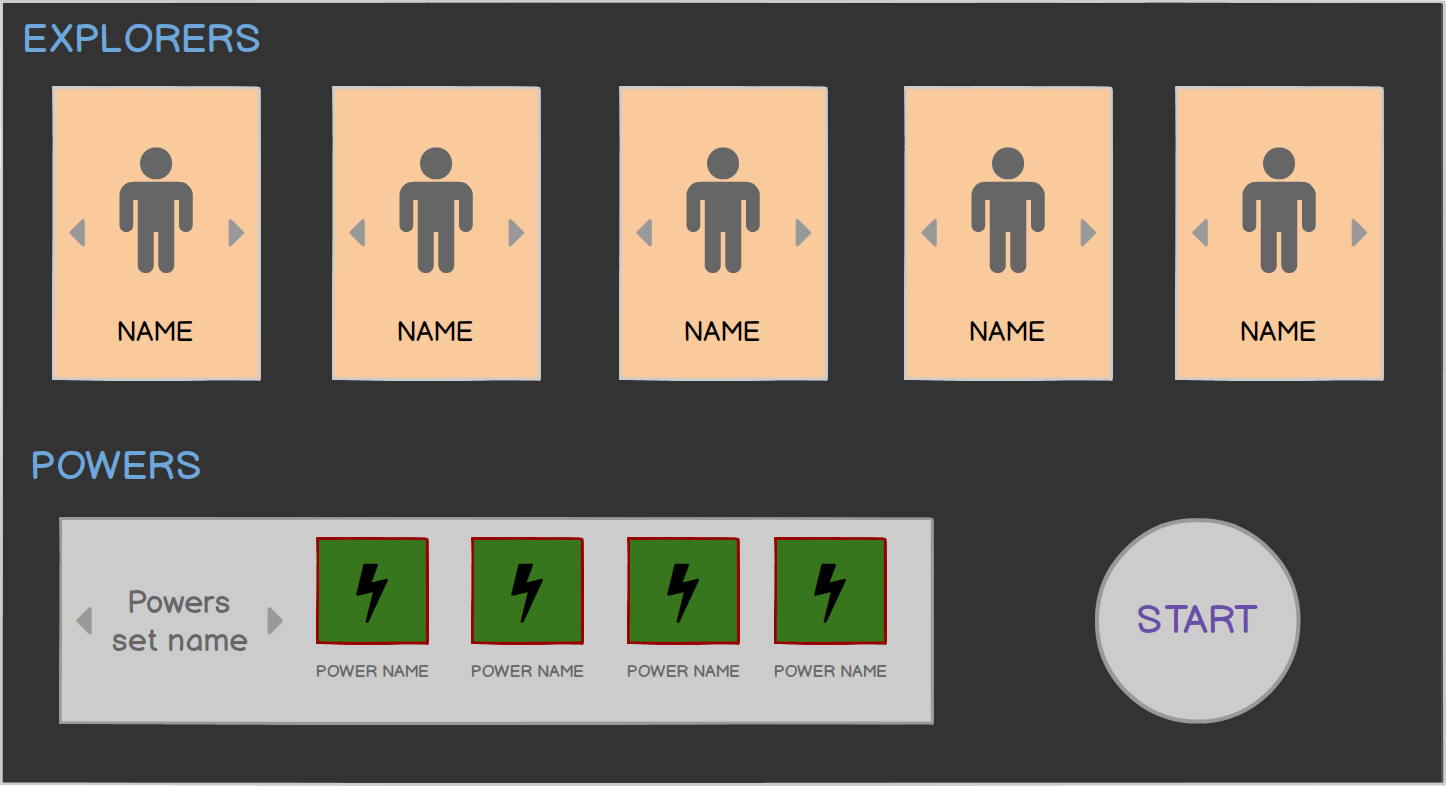 EXPLORERS
NAME
NAME
NAME
NAME
NAME
POWERS
Powers
set name
POWER NAME
POWER NAME
POWER NAME
POWER NAME
START